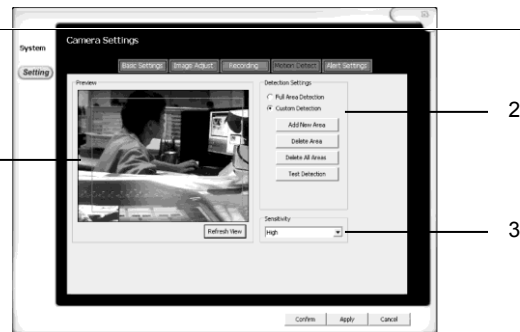 System
Setting
Camera Settings
Basic Settings
Image Adjust
Recording
Motion Detect
Alert Settings
Preview
Refresh View
Detection Settings
Full Area Detection
Custom Detection
Add New Area
Delete Area
Delete All Areas
Test Detection
2
Sensitivity
High
3
Confirm
Apply
Cancel